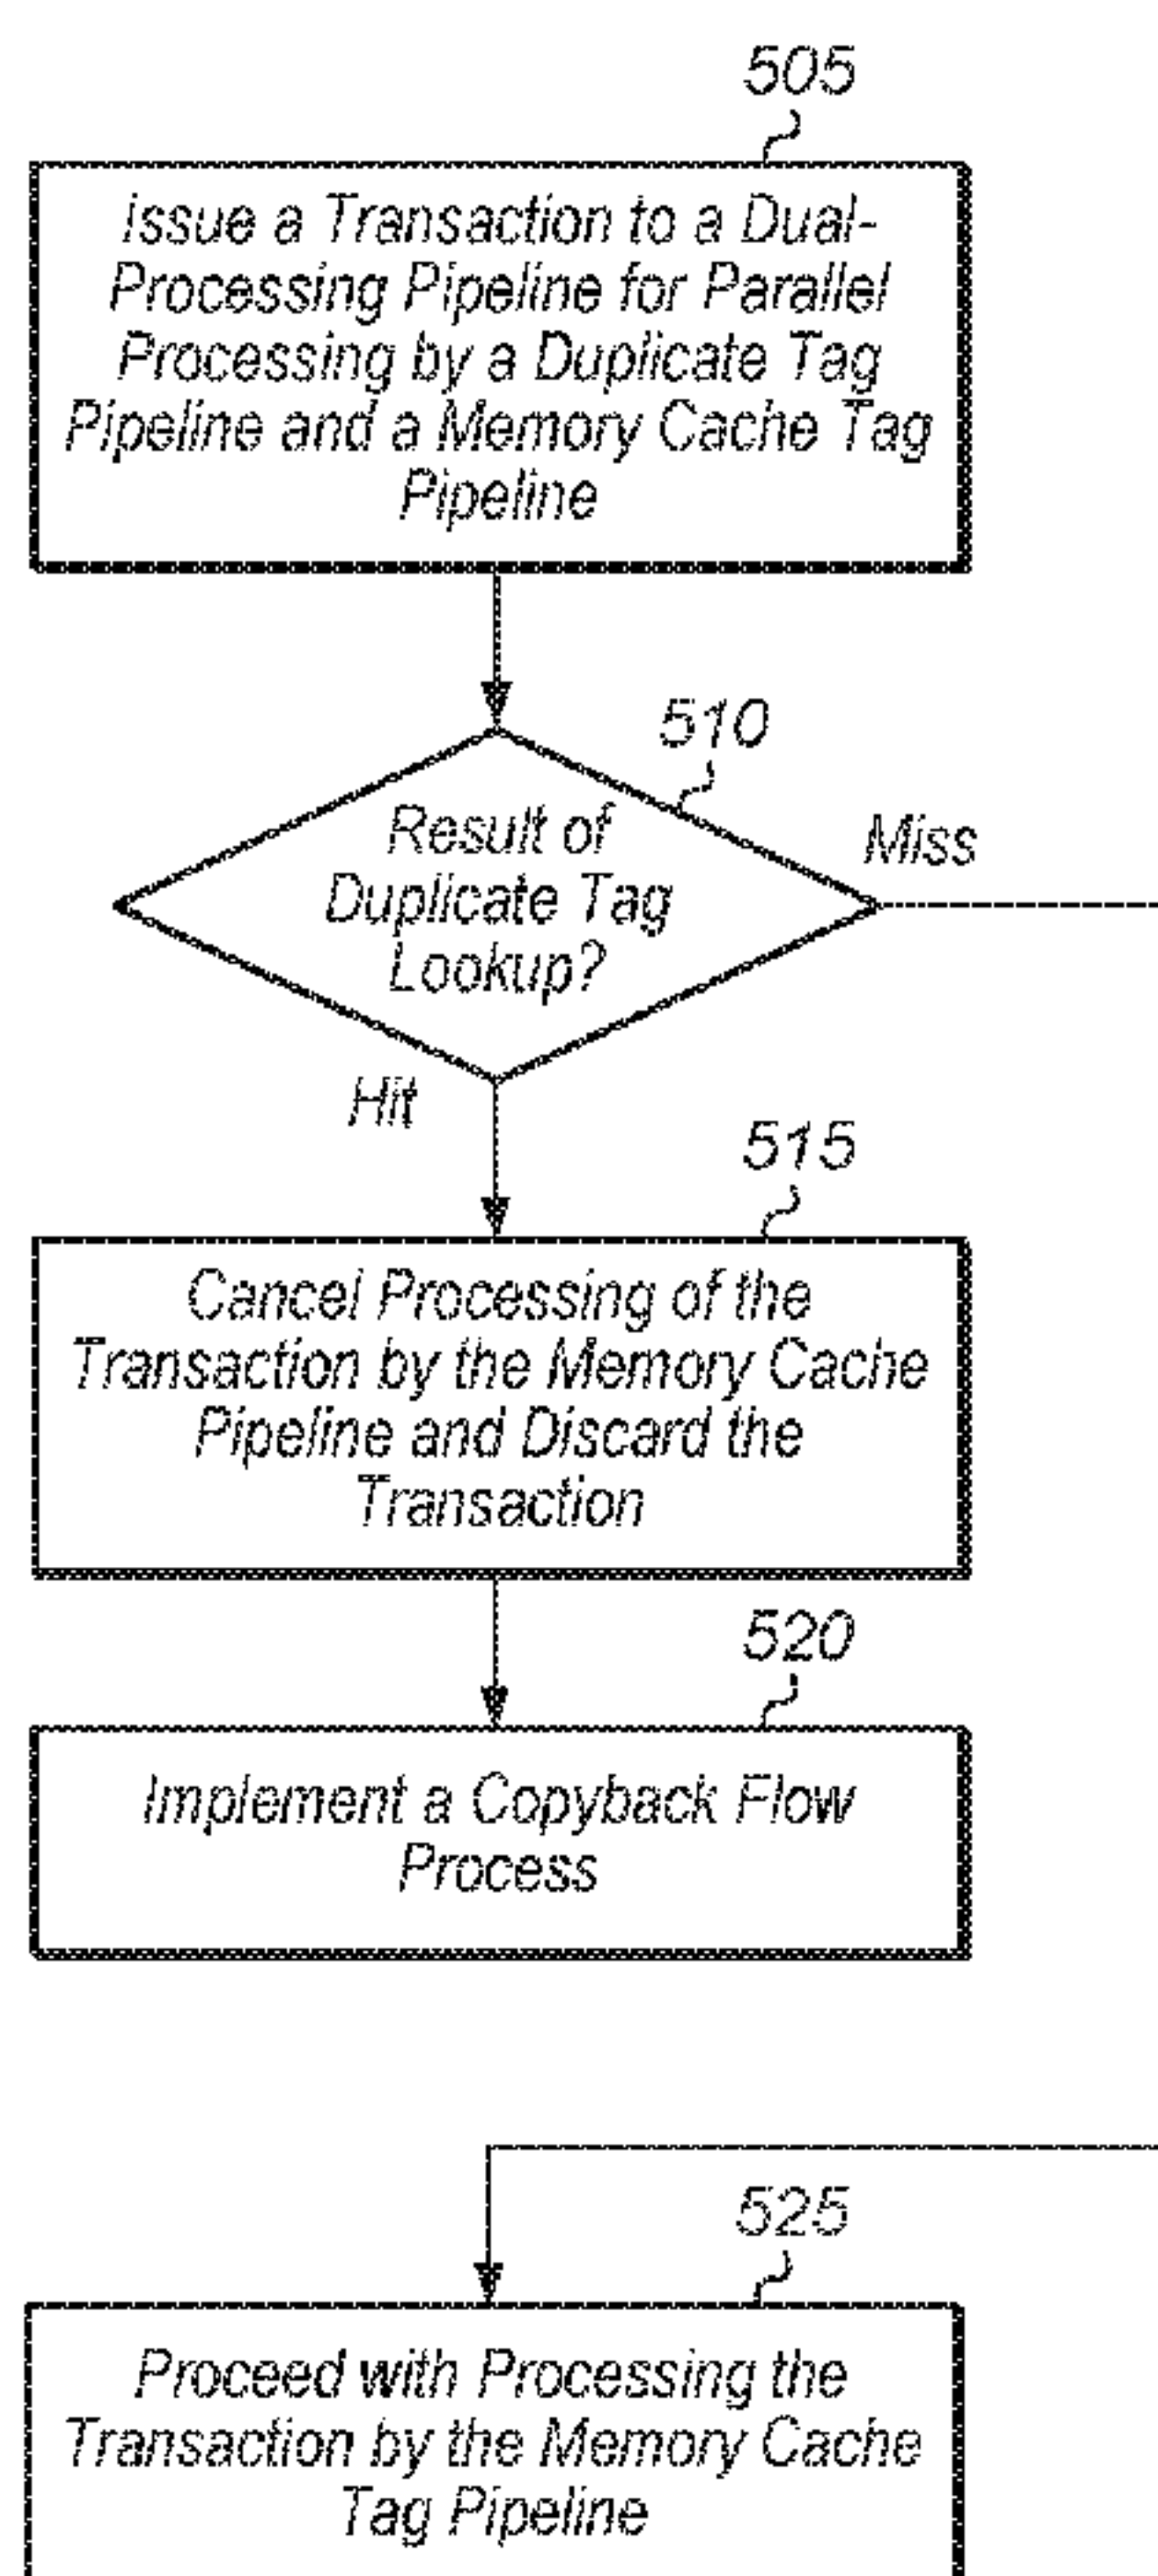 505
Issue a Transaction to a Dual-
Processing Pipeline for Parallel
Processing by a Duplicate Tag
Pipeline and a Memory Cache Tag
Pipeline
510
Miss
Result of
Duplicate Tag
Lookup?
Hit
515
Cancel Processing of the
Transaction by the Memory Cache
Pipeline and Discard the
Transaction
520
Implement a Copyback Flow
Process
525
Proceed with Processing the
Transaction by the Memory Cache
Tag Pipeline